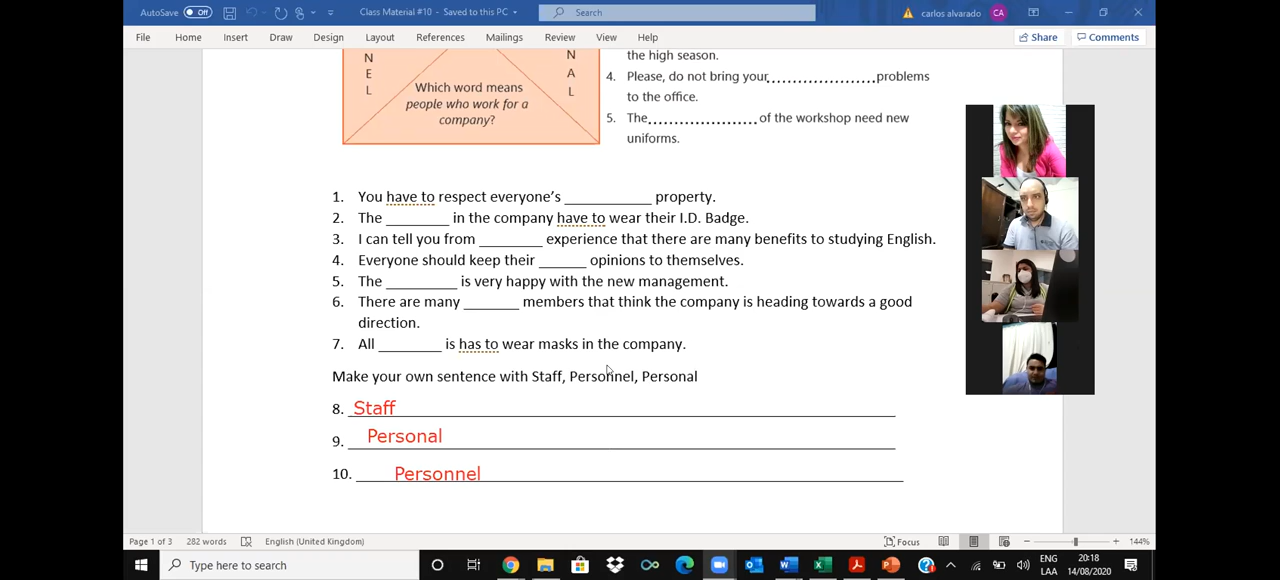 AutoSave Off
Class Material #10 - Saved to this PC
Search
carlos alvarado CA
File Home Insert Draw Design Layout References Mailings Review View Help
Share Comments
N
E
L
N
A
L
Which word means
people who work for a
company?
the high season.
4. Please, do not bring your.....................problems
to the office.
5. The.....................of the workshop need new
uniforms.
1. You have to respect everyone's __________ property.
2. The _______ in the company have to wear their I.D. Badge.
3. I can tell you from _______ experience that there are many benefits to studying English.
4. Everyone should keep their _____ opinions to themselves.
5. The ________ is very happy with the new management.
6. There are many ______ members that think the company is heading towards a good
direction.
7. All _______ is has to wear masks in the company.
Make your own sentence with Staff, Personnel, Personal
8. Staff
9. Personal
10. Personnel
Page 1 of 3 282 words English (United Kingdom)
Focus
144%
Type here to search
ENG
LAA
20:18
14/08/2020